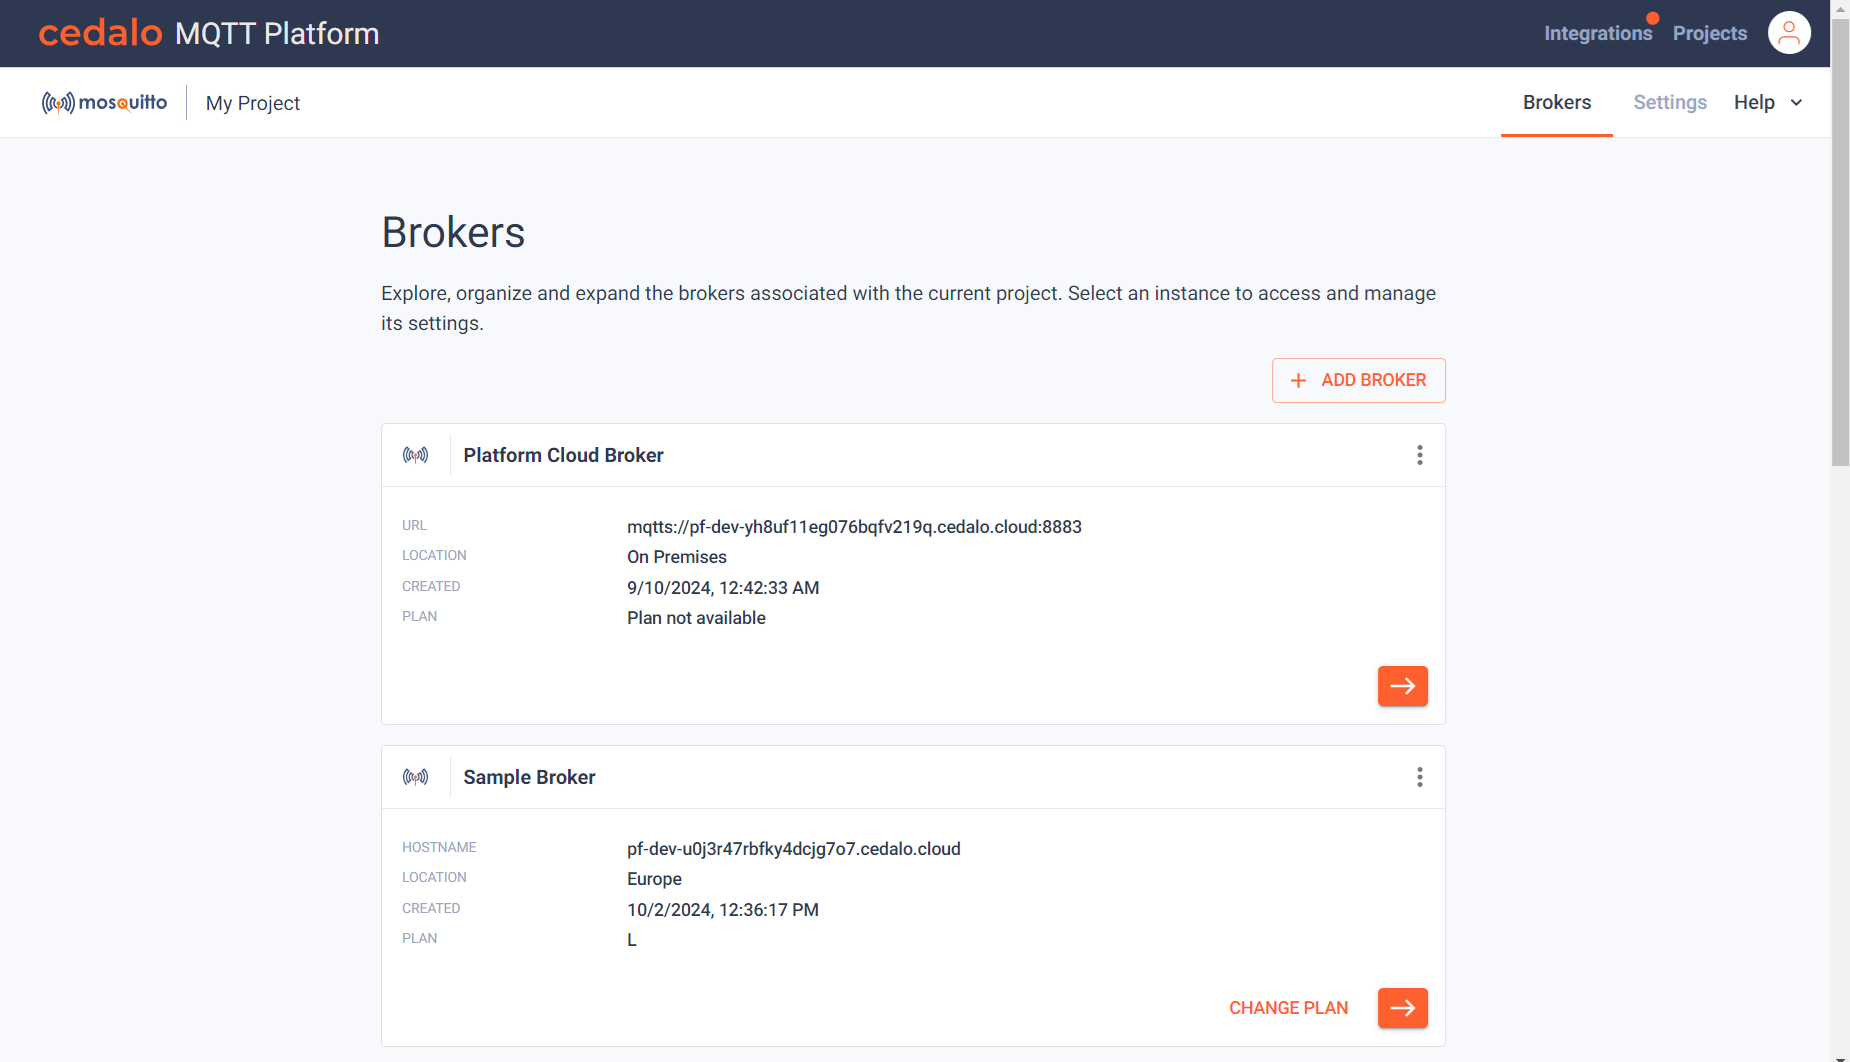 cedalo MQTT Platform
Integrations Projects
mosquitto My Project
Brokers Settings Help
Brokers
Explore, organize and expand the brokers associated with the current project. Select an instance to access and manage
its settings.
+ ADD BROKER
Platform Cloud Broker
URL mqtts://pf-dev-yh8uf11eg076bqfv219q.cedalo.cloud:8883
LOCATION On Premises
CREATED 9/10/2024, 12:42:33 AM
PLAN Plan not available
Sample Broker
HOSTNAME pf-dev-u0j3r47rbfky4dcjg7o7.cedalo.cloud
LOCATION Europe
CREATED 10/2/2024, 12:36:17 PM
PLAN L
CHANGE PLAN